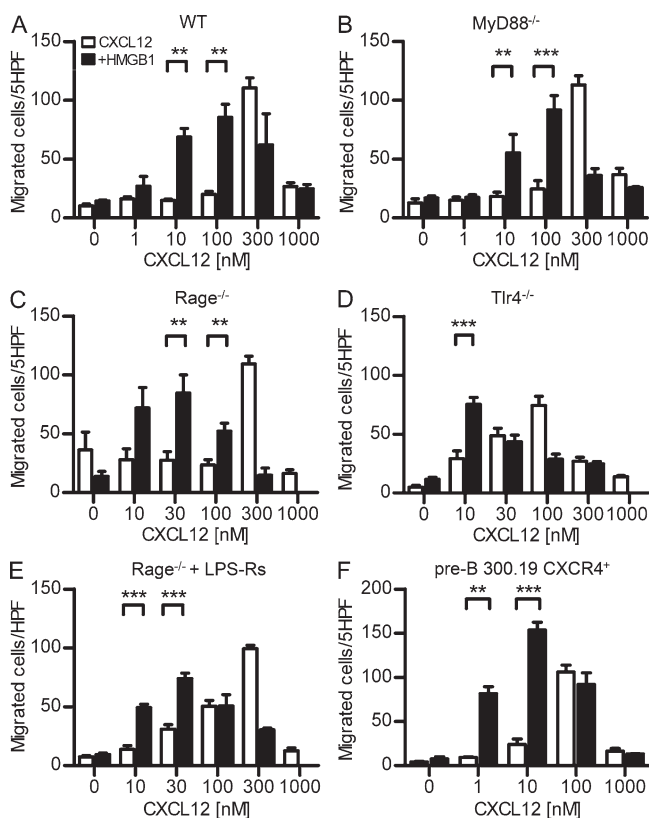 A
WT
CXCL12
+HMGB1
** **
Migrated cells/5HPF
150
100
50
0
0 1 10 100 300 1000
CXCL12 [nM]
B
MyD88-/-
** ***
Migrated cells/5HPF
150
100
50
0
0 1 10 100 300 1000
CXCL12 [nM]
C
Rage-/-
** **
Migrated cells/5HPF
150
100
50
0
0 10 30 100 300 1000
CXCL12 [nM]
D
Tlr4-/-
***
Migrated cells/5HPF
150
100
50
0
0 10 30 100 300 1000
CXCL12 [nM]
E
Rage-/- + LPS-Rs
*** ***
Migrated cells/HPF
150
100
50
0
0 10 30 100 300 1000
CXCL12 [nM]
F
pre-B 300.19 CXCR4+
** ***
Migrated cells/5HPF
200
150
100
50
0
0 1 10 100 1000
CXCL12 [nM]